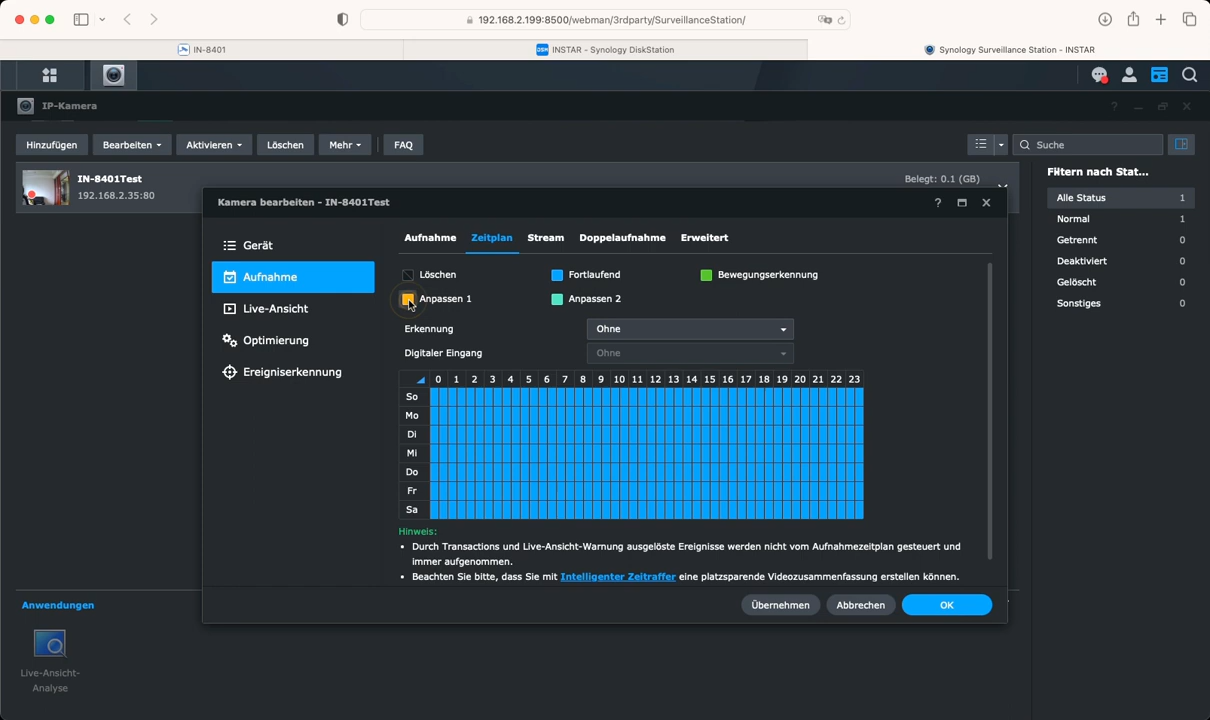 192.168.2.199:8500/webman/3rdparty/SurveillanceStation/
IN-8401
DSM INSTAR - Synology DiskStation
Synology Surveillance Station - INSTAR
IP-Kamera
Hinzufügen Bearbeiten Aktivieren Löschen Mehr FAQ
Suche
IN-8401Test
192.168.2.35:80
Belegt: 0.1 (GB)
Filtern nach Stat...
Alle Status 1
Normal 1
Getrennt 0
Deaktiviert 0
Gelöscht 0
Sonstiges 0
Kamera bearbeiten - IN-8401Test
Gerät
Aufnahme
Live-Ansicht
Optimierung
Ereigniserkennung
Aufnahme Zeitplan Stream Doppelaufnahme Erweitert
Löschen Fortlaufend Bewegungserkennung
Anpassen 1 Anpassen 2
Erkennung Ohne
Digitaler Eingang Ohne
0 1 2 3 4 5 6 7 8 9 10 11 12 13 14 15 16 17 18 19 20 21 22 23
So
Mo
Di
Mi
Do
Fr
Sa
Hinweis:
• Durch Transactions und Live-Ansicht-Warnung ausgelöste Ereignisse werden nicht vom Aufnahmezeitplan gesteuert und
immer aufgenommen.
• Beachten Sie bitte, dass Sie mit Intelligenter Zeitraffer eine platzsparende Videozusammenfassung erstellen können.
Übernehmen Abbrechen OK
Anwendungen
Live-Ansicht-
Analyse